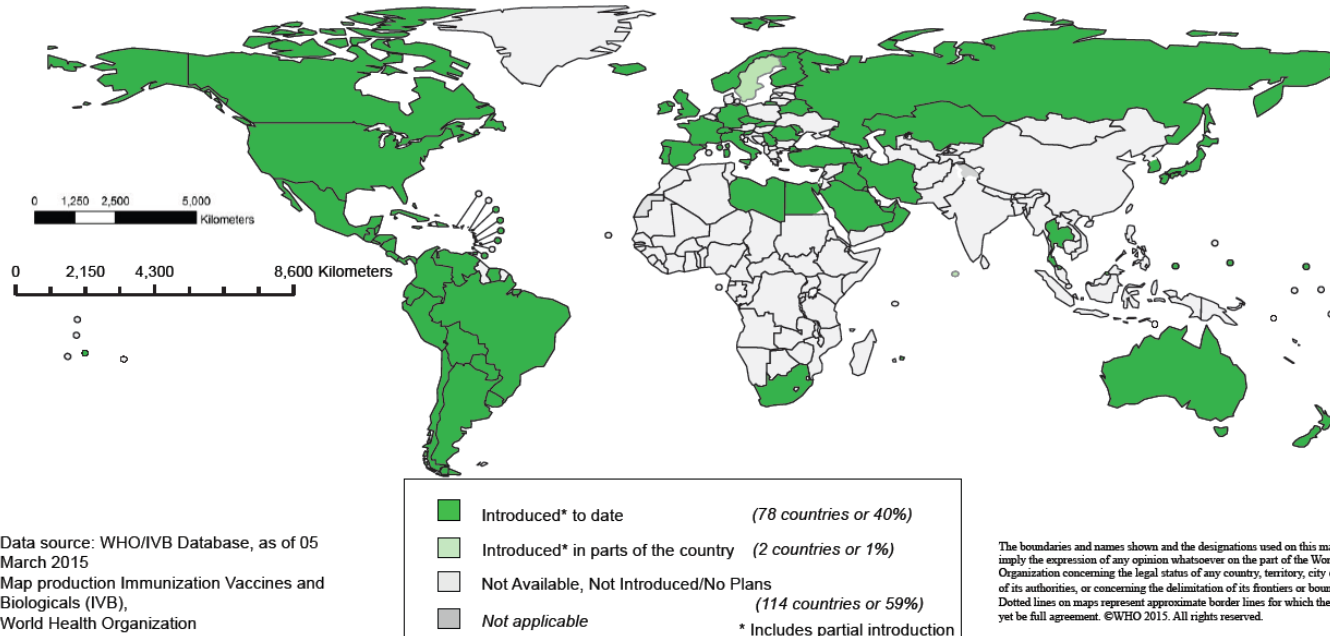 0 1,250 2,500 5,000
Kilometers
0 2,150 4,300 8,600 Kilometers
Introduced* to date (78 countries or 40%)
Introduced* in parts of the country (2 countries or 1%)
Not Available, Not Introduced/No Plans
(114 countries or 59%)
Not applicable
* Includes partial introduction
Data source: WHO/IVB Database, as of 05
March 2015
Map production Immunization Vaccines and
Biologicals (IVB),
World Health Organization
The boundaries and names shown and the designations used on this ma
imply the expression of any opinion whatsoever on the part of the Wor
Organization concerning the legal status of any country, territory, city
of its authorities, or concerning the delimitation of its frontiers or boun
Dotted lines on maps represent approximate border lines for which the
yet be full agreement. ©WHO 2015. All rights reserved.